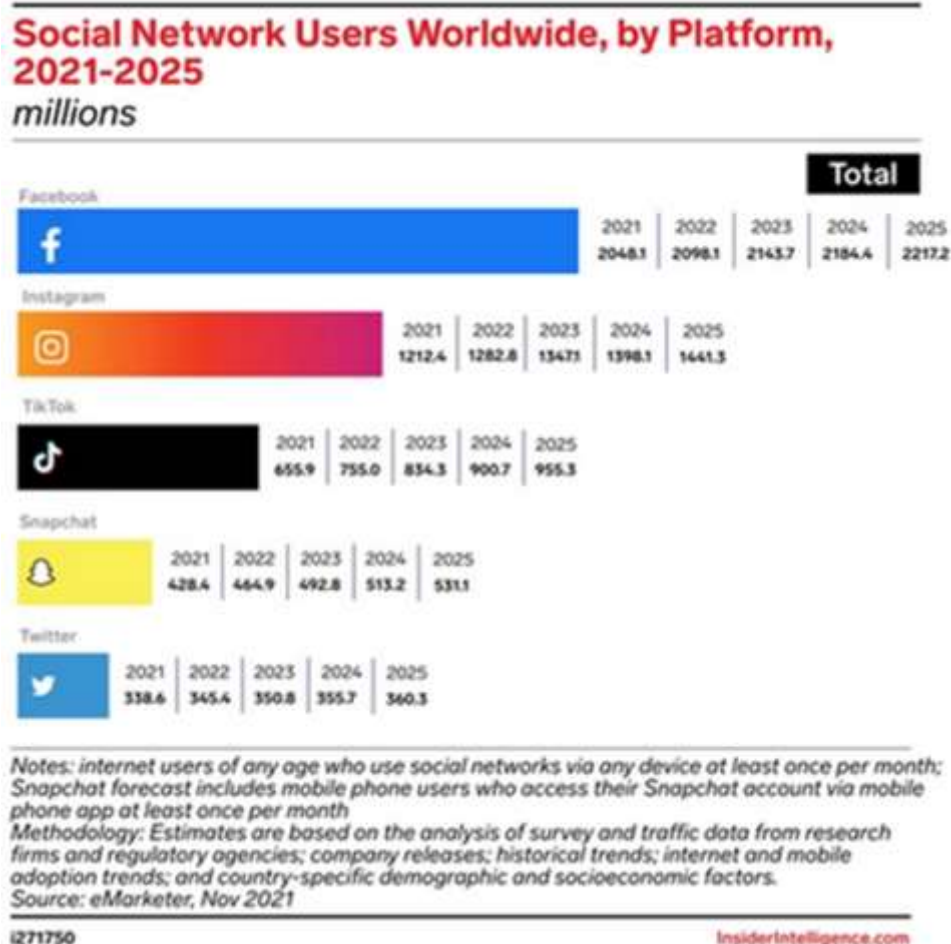 Social Network Users Worldwide, by Platform,
2021-2025
millions
Total
Facebook
2021 2022 2023 2024 2025
2048.1 2098.1 2143.7 2184.4 2217.2
Instagram
2021 2022 2023 2024 2025
1212.4 1282.8 1347.1 1398.1 1441.3
TikTok
2021 2022 2023 2024 2025
655.9 755.0 834.3 900.7 955.3
Snapchat
2021 2022 2023 2024 2025
428.4 464.9 492.8 513.2 531.1
Twitter
2021 2022 2023 2024 2025
338.6 345.4 350.8 355.7 360.3
Notes: internet users of any age who use social networks via any device at least once per month;
Snapchat forecast includes mobile phone users who access their Snapchat account via mobile
phone app at least once per month
Methodology: Estimates are based on the analysis of survey and traffic data from research
firms and regulatory agencies; company releases; historical trends; internet and mobile
adoption trends; and country-specific demographic and socioeconomic factors.
Source: eMarketer, Nov 2021
i271750 InsiderIntelligence.com